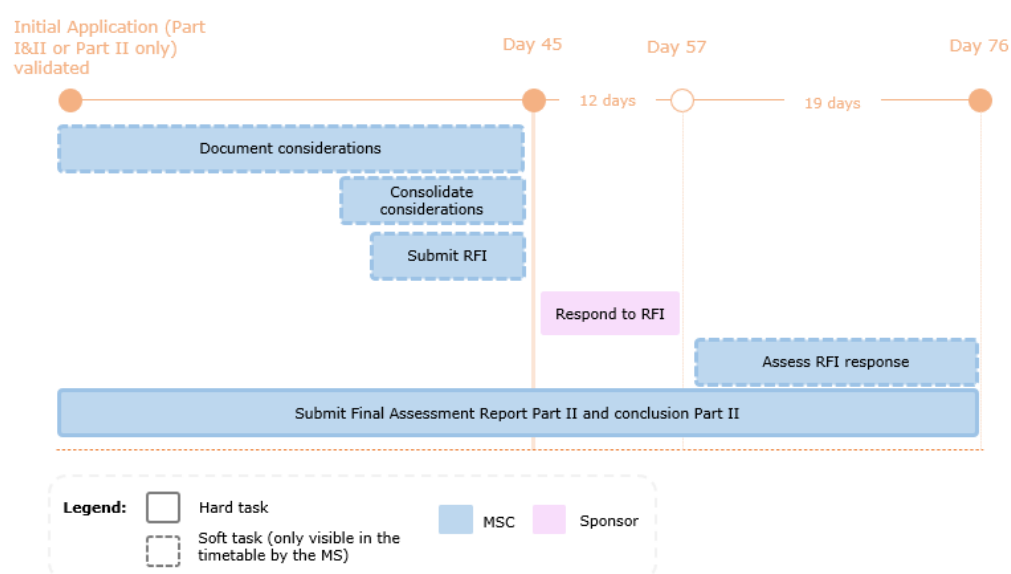 Initial Application (Part
I&II or Part II only)
validated
Day 45
Day 57
Day 76
12 days
19 days
Document considerations
Consolidate
considerations
Submit RFI
Respond to RFI
Assess RFI response
Submit Final Assessment Report Part II and conclusion Part II
Legend:
Hard task
Soft task (only visible in the
timetable by the MS)
MSC
Sponsor